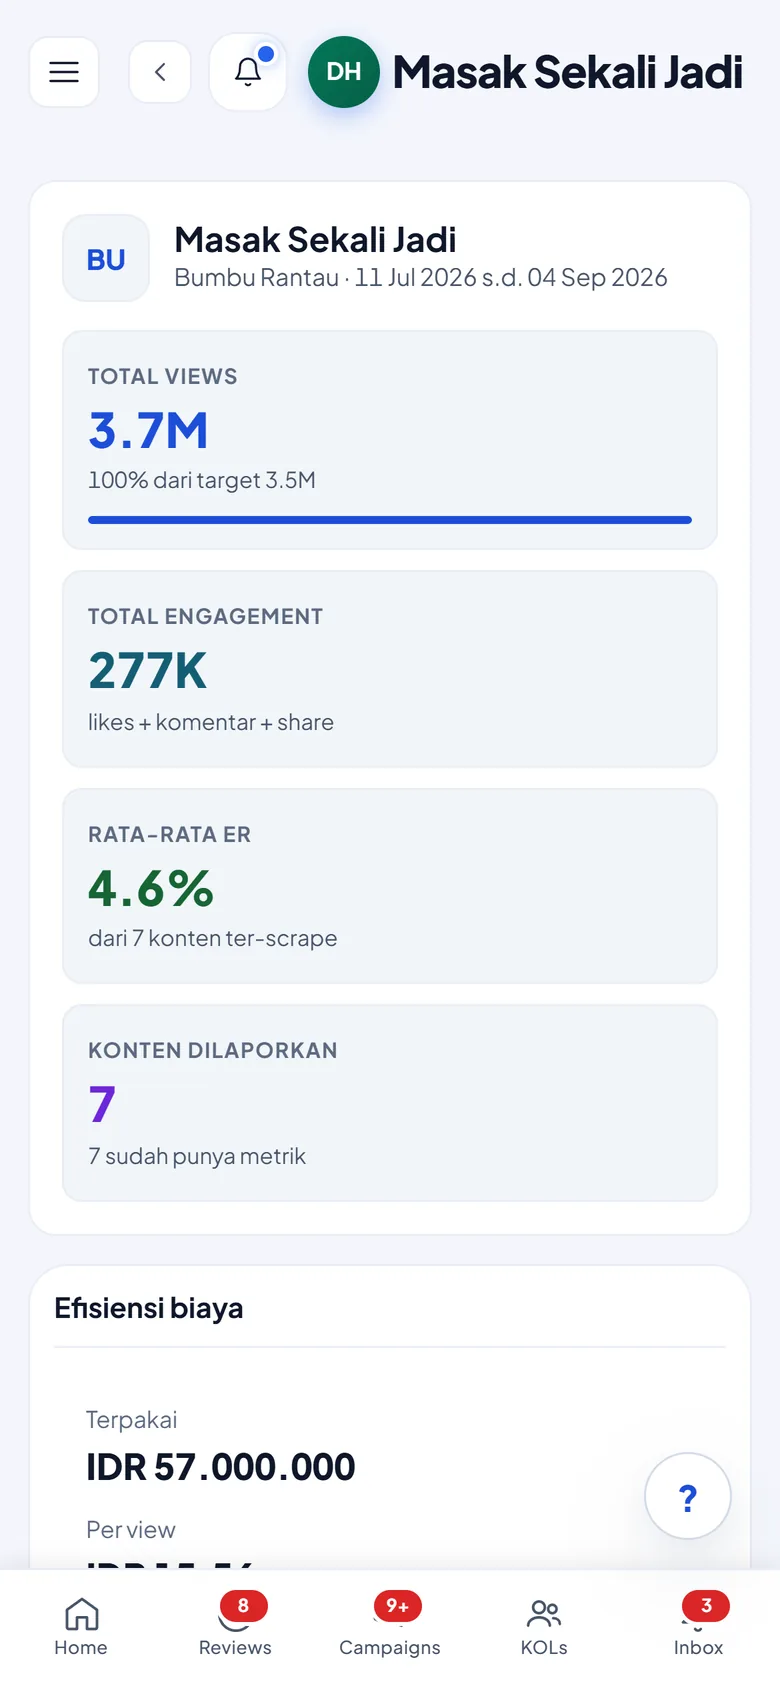 DH Masak Sekali Jadi
BU
Masak Sekali Jadi
Bumbu Rantau · 11 Jul 2026 s.d. 04 Sep 2026
TOTAL VIEWS
3.7M
100% dari target 3.5M
TOTAL ENGAGEMENT
277K
likes + komentar + share
RATA-RATA ER
4.6%
dari 7 konten ter-scrape
KONTEN DILAPORKAN
7
7 sudah punya metrik
Efisiensi biaya
Terpakai
IDR 57.000.000
Per view
?
8
9+
3
Home
Reviews
Campaigns
KOLs
Inbox